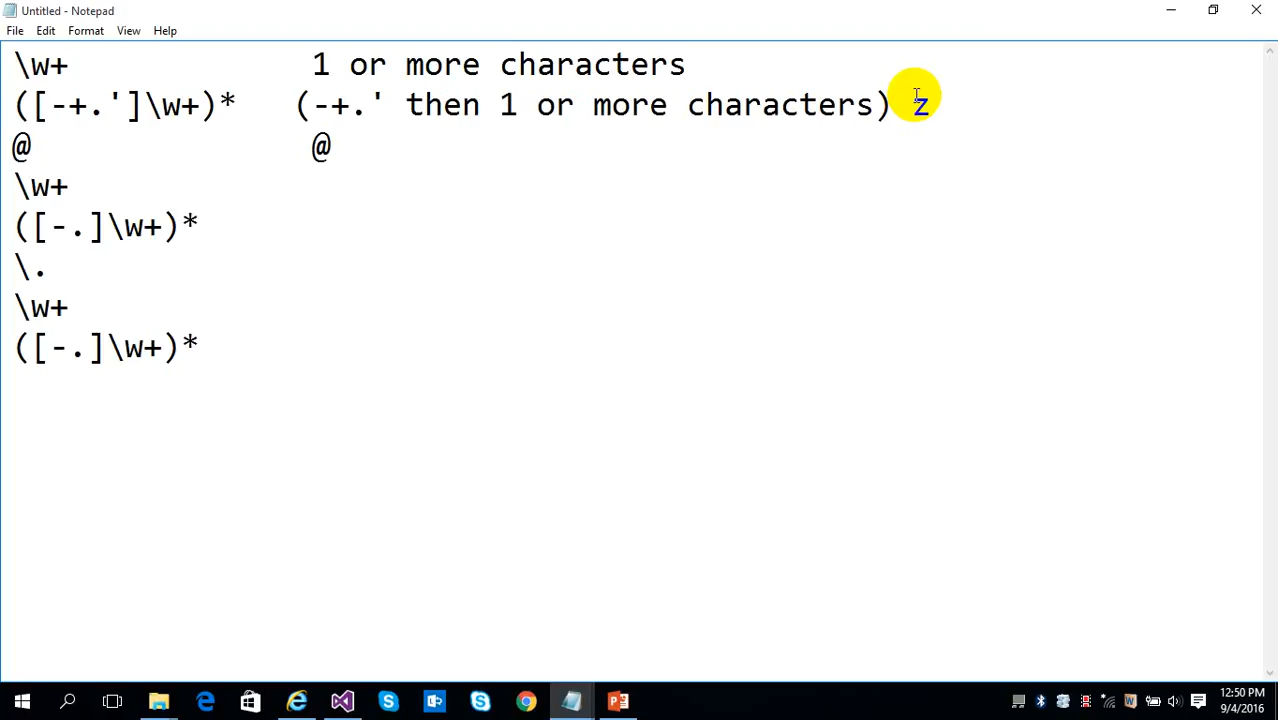 Untitled - Notepad
File Edit Format View Help
\w+ 1 or more characters
([-+.']\w+)* (-+.' then 1 or more characters) z
@ @
\w+
([-.]\w+)*
\.
\w+
([-.]\w+)*
12:50 PM
9/4/2016